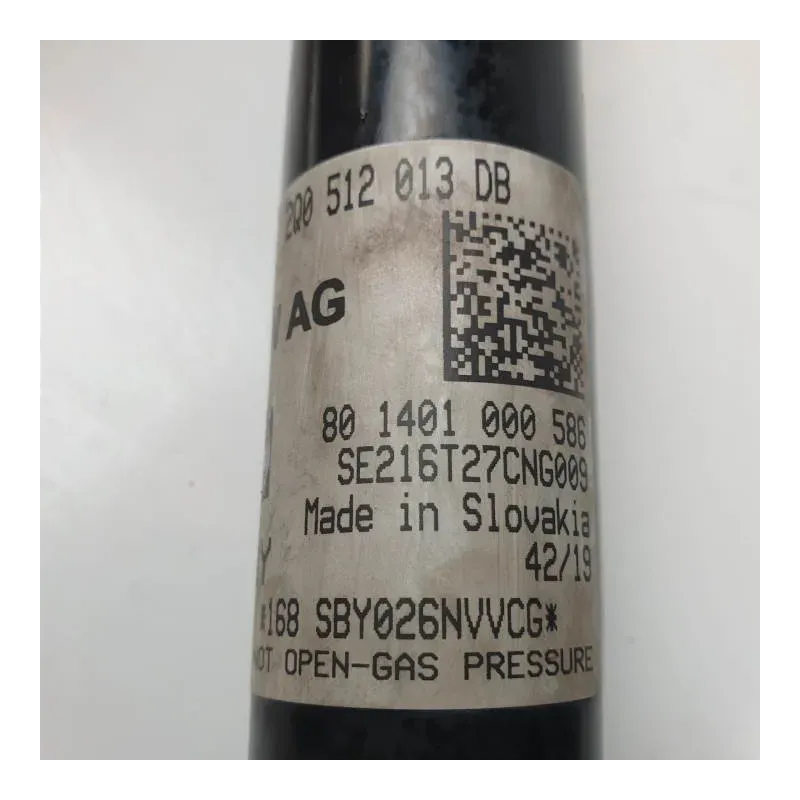 2Q0 512 013 DB
AG
80 1401 000 586
SE216T27CNG009
Made in Slovakia
42/19
*168 SBY026NVVCG*
NOT OPEN-GAS PRESSURE